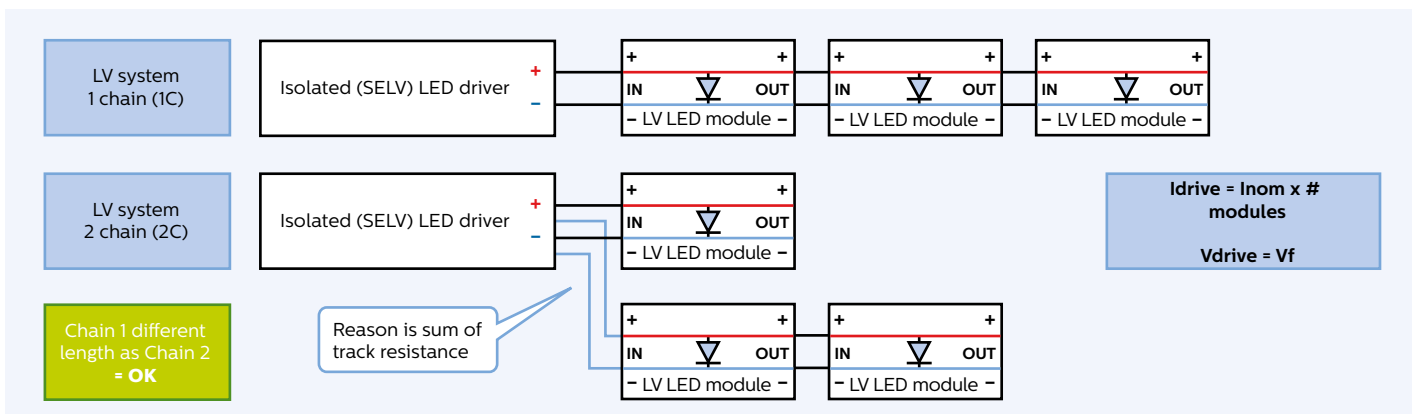 LV system
1 chain (1C)
Isolated (SELV) LED driver
+
−
+ +
IN OUT
− LV LED module −
+ +
IN OUT
− LV LED module −
+ +
IN OUT
− LV LED module −
LV system
2 chain (2C)
Isolated (SELV) LED driver
+
−
+ +
IN OUT
− LV LED module −
Idrive = Inom x #
modules
Vdrive = Vf
Chain 1 different
length as Chain 2
= OK
Reason is sum of
track resistance
+ +
IN OUT
− LV LED module −
+ +
IN OUT
− LV LED module −